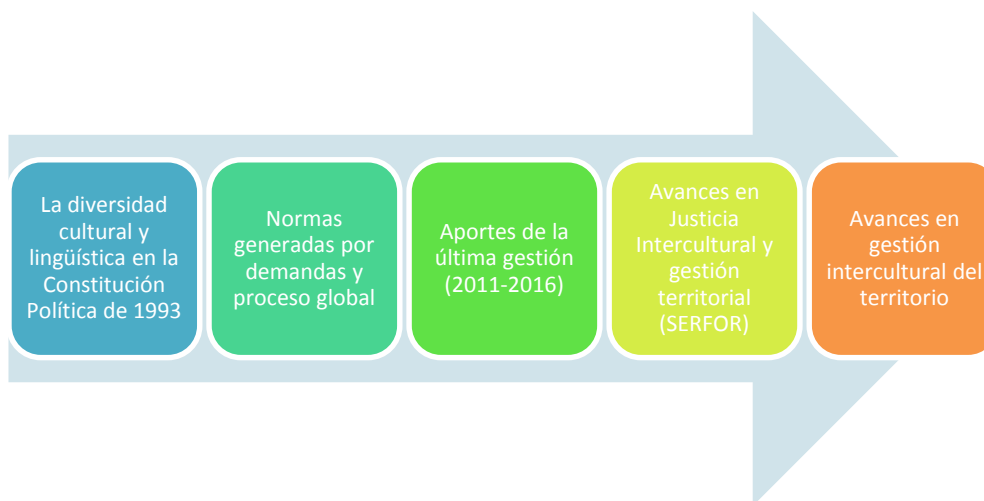 La diversidad
cultural y
lingüística en la
Constitución
Política de 1993
Normas
generadas por
demandas y
proceso global
Aportes de la
última gestión
(2011-2016)
Avances en
Justicia
Intercultural y
gestión
territorial
(SERFOR)
Avances en
gestión
intercultural del
territorio